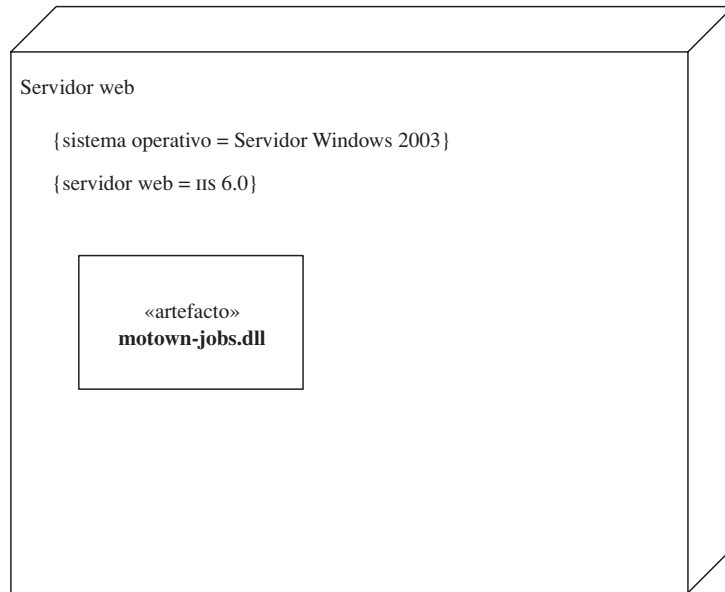 Servidor web
{sistema operativo = Servidor Windows 2003}
{servidor web = IIS 6.0}
«artefacto»
motown-jobs.dll